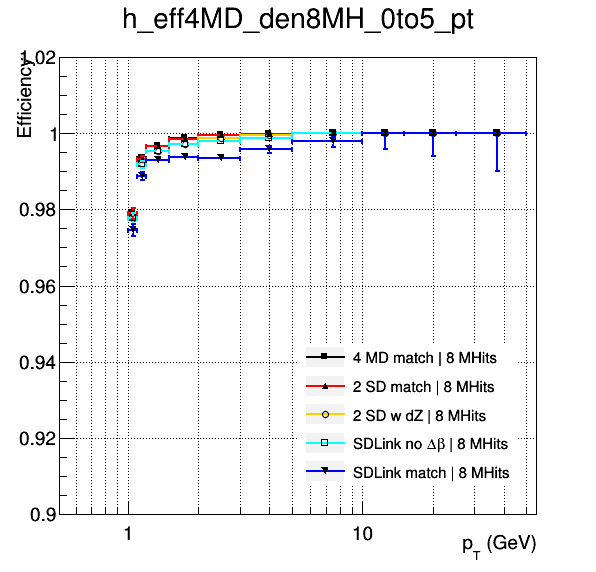 h_eff4MD_den8MH_0to5_pt
Efficiency
1.02
1
0.98
0.96
0.94
0.92
0.9
4 MD match | 8 MHits
2 SD match | 8 MHits
2 SD w dZ | 8 MHits
SDLink no Δβ | 8 MHits
SDLink match | 8 MHits
1
10
p_T (GeV)